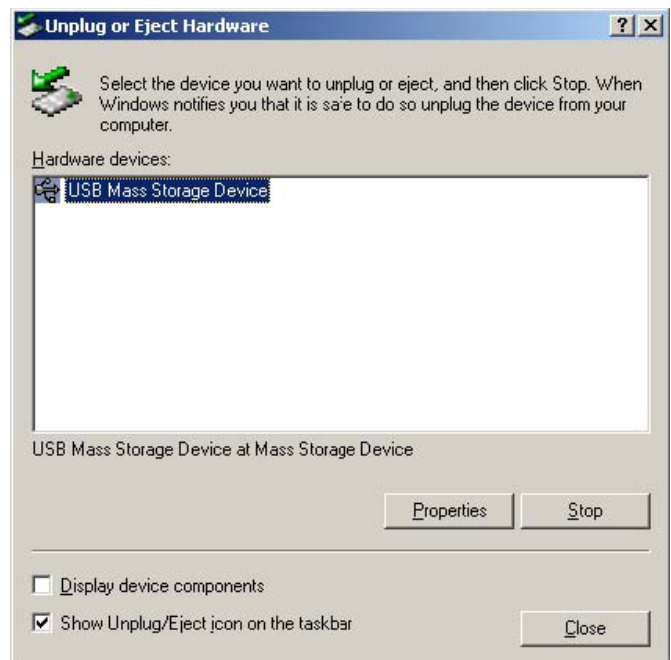 Unplug or Eject Hardware
Select the device you want to unplug or eject, and then click Stop. When
Windows notifies you that it is safe to do so unplug the device from your
computer.
Hardware devices:
USB Mass Storage Device
USB Mass Storage Device at Mass Storage Device
Properties
Stop
Display device components
Show Unplug/Eject icon on the taskbar
Close